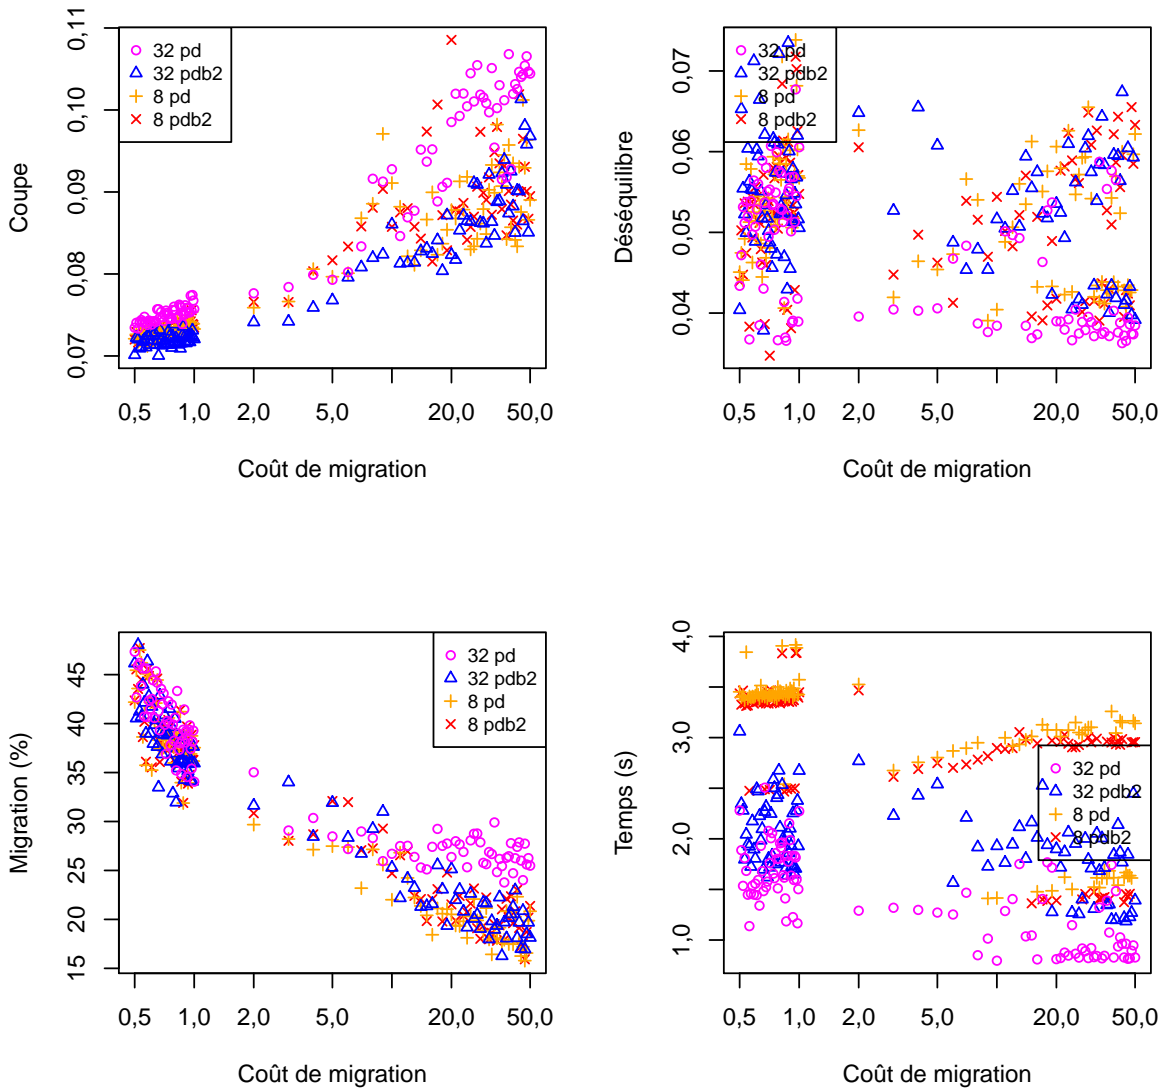 Coupe
0,11
0,10
0,09
0,08
0,07
32 pd
32 pdb2
8 pd
8 pdb2
0,5 1,0 2,0 5,0 20,0 50,0
Coût de migration
Déséquilibre
0,07
0,06
0,05
0,04
32 pd
32 pdb2
8 pd
8 pdb2
0,5 1,0 2,0 5,0 20,0 50,0
Coût de migration
Migration (%)
45
40
35
30
25
20
15
32 pd
32 pdb2
8 pd
8 pdb2
0,5 1,0 2,0 5,0 20,0 50,0
Coût de migration
Temps (s)
4,0
3,0
2,0
1,0
32 pd
32 pdb2
8 pd
8 pdb2
0,5 1,0 2,0 5,0 20,0 50,0
Coût de migration